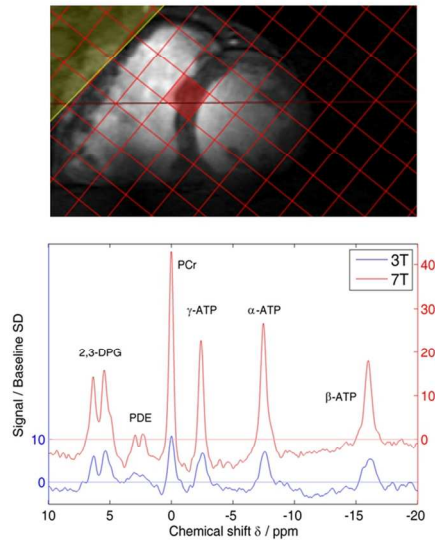 3T
7T
PCr
γ-ATP
α-ATP
2,3-DPG
PDE
β-ATP
Signal / Baseline SD
10
0
40
30
20
10
0
10
5
0
-5
-10
-15
-20
Chemical shift δ / ppm